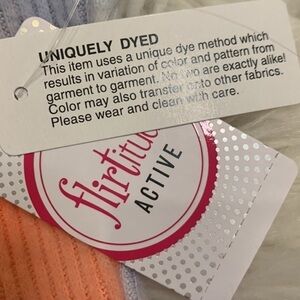 UNIQUELY DYED
This item uses a unique dye method which
results in variation of color and pattern from
garment to garment. No two are exactly alike!
Color may also transfer onto other fabrics.
Please wear and clean with care.
flirtitude
ACTIVE